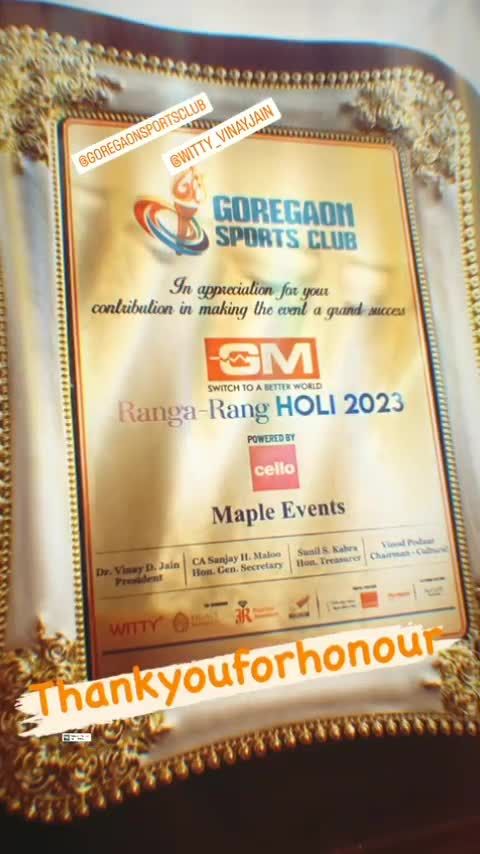 @GOREGAONSPORTSCLUB
@WITTY_VINAYJAIN
GOREGAON
SPORTS CLUB
In appreciation for your
contribution in making the event a grand success
GM
SWITCH TO A BETTER WORLD
Ranga-Rang HOLI 2023
POWERED BY
cello
Maple Events
Dr. Vinay D. Jain
President
CA Sanjay H. Maloo
Hon. Gen. Secretary
Sunil S. Kabra
Hon. Treasurer
Vinod Poddar
Chairman - Cultural
WITTY
Thankyouforhonour